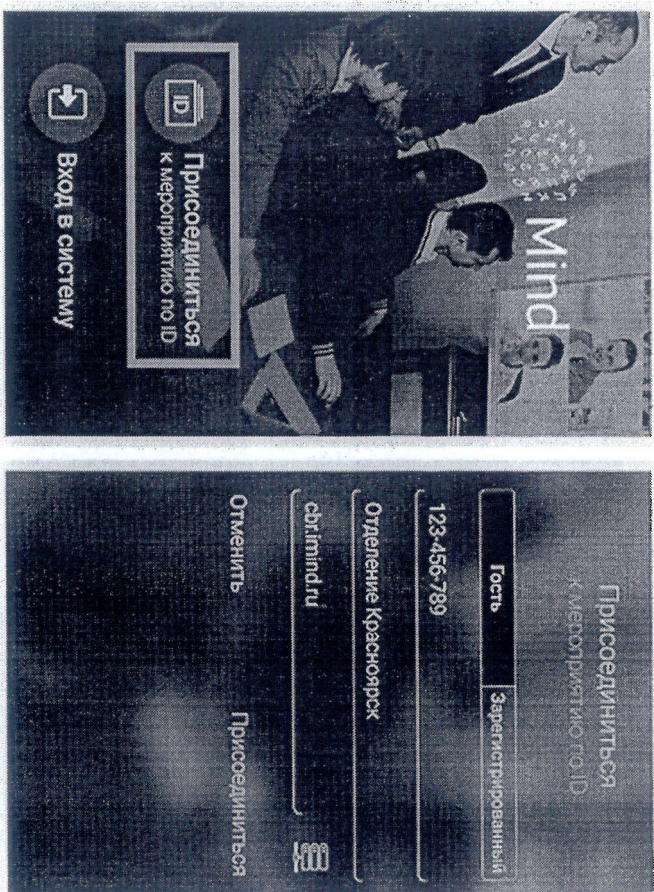 Mind
Присоединиться
к мероприятию по ID
ID
Вход в систему
Присоединиться
к мероприятию по ID
Гость
Зарегистрированный
123-456-789
Отделение Красноярск
cbr.imind.ru
Отменить
Присоединиться